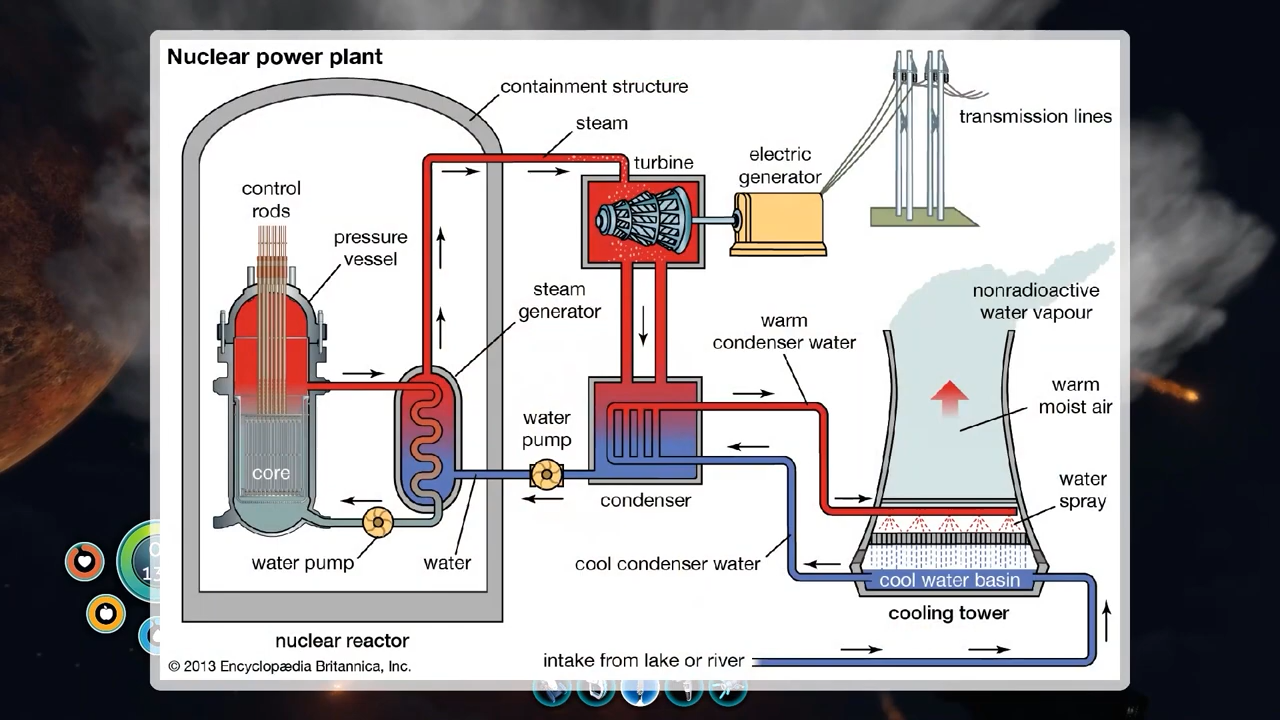 Nuclear power plant
containment structure
steam
turbine
electric
generator
transmission lines
control
rods
pressure
vessel
steam
generator
nonradioactive
water vapour
warm
condenser water
warm
moist air
water
pump
core
condenser
water
spray
water pump
water
cool condenser water
cool water basin
cooling tower
nuclear reactor
intake from lake or river
© 2013 Encyclopædia Britannica, Inc.